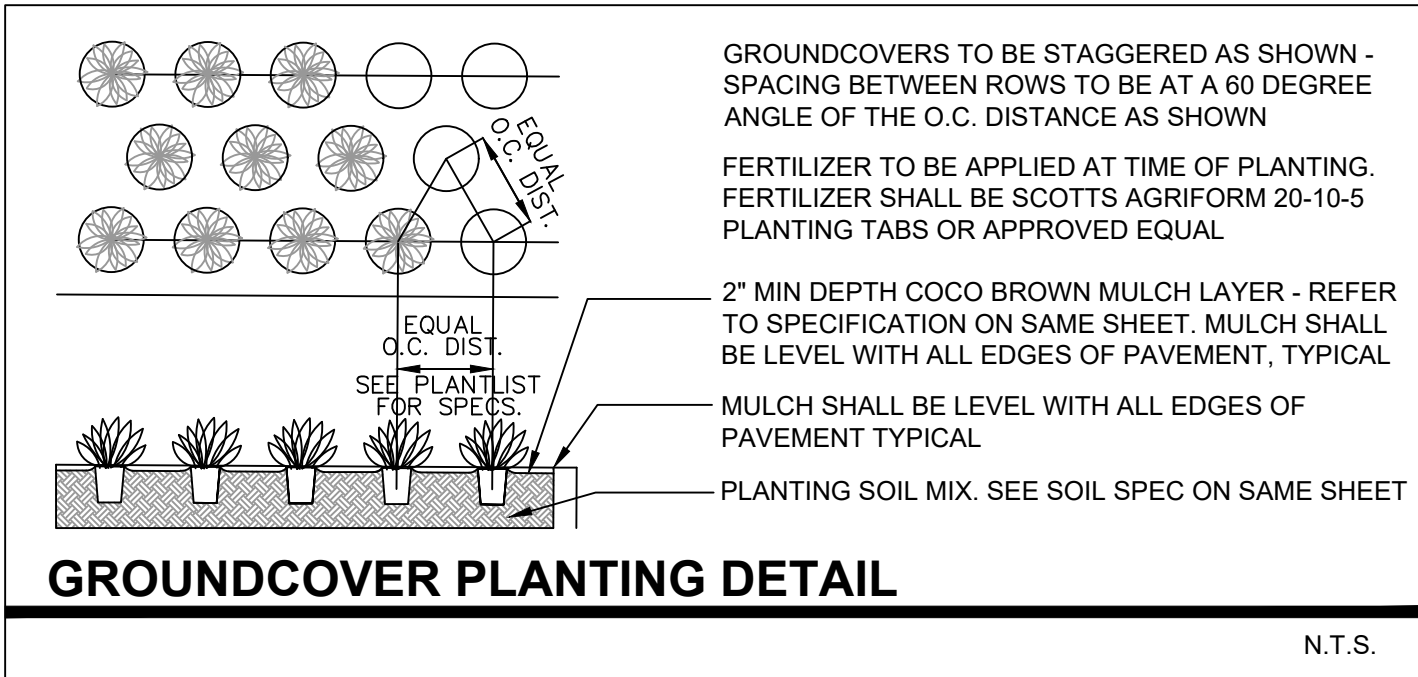 GROUNDCOVERS TO BE STAGGERED AS SHOWN -
SPACING BETWEEN ROWS TO BE AT A 60 DEGREE
ANGLE OF THE O.C. DISTANCE AS SHOWN
FERTILIZER TO BE APPLIED AT TIME OF PLANTING.
FERTILIZER SHALL BE SCOTTS AGRIFORM 20-10-5
PLANTING TABS OR APPROVED EQUAL
2" MIN DEPTH COCO BROWN MULCH LAYER - REFER
TO SPECIFICATION ON SAME SHEET. MULCH SHALL
BE LEVEL WITH ALL EDGES OF PAVEMENT, TYPICAL
MULCH SHALL BE LEVEL WITH ALL EDGES OF
PAVEMENT TYPICAL
PLANTING SOIL MIX. SEE SOIL SPEC ON SAME SHEET
EQUAL
O.C. DIST.
EQUAL
O.C. DIST.
SEE PLANTLIST
FOR SPECS.
GROUNDCOVER PLANTING DETAIL
N.T.S.